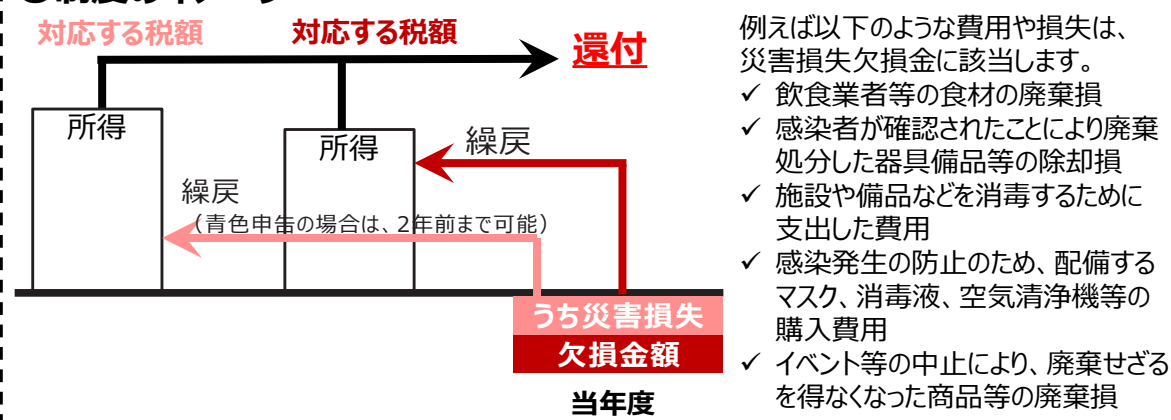 対応する税額
対応する税額
還付
所得
所得
繰戻
繰戻
(青色申告の場合は、2年前まで可能)
うち災害損失
欠損金額
当年度
例えば以下のような費用や損失は、
災害損失欠損金に該当します。
✓ 飲食業者等の食材の廃棄損
✓ 感染者が確認されたことにより廃棄
処分した器具備品等の除却損
✓ 施設や備品などを消毒するために
支出した費用
✓ 感染発生の防止のため、配備する
マスク、消毒液、空気清浄機等の
購入費用
✓ イベント等の中止により、廃棄せざる
を得なくなった商品等の廃棄損